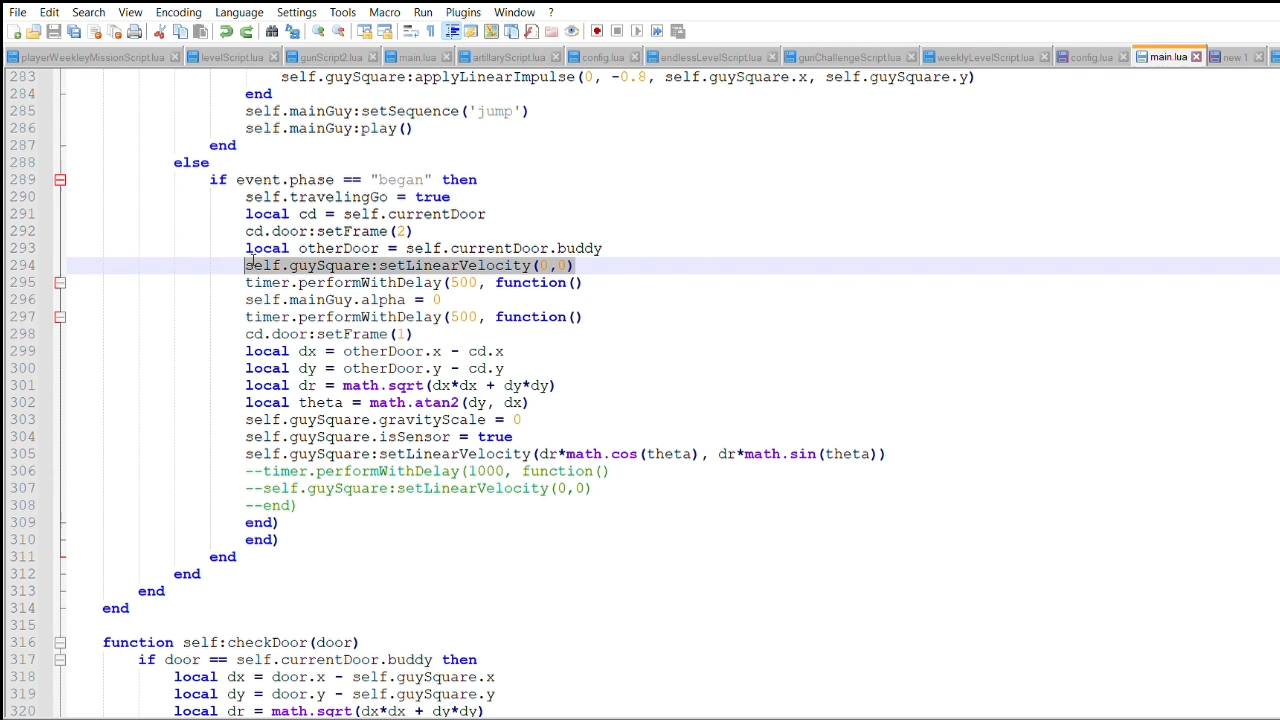 File Edit Search View Encoding Language Settings Tools Macro Run Plugins Window ?
playerWeekleyMissionScript.lua levelScript.lua gunScript2.lua main.lua artillaryScript.lua config.lua endlessLevelScript.lua gunChallengeScript.lua weeklyLevelScript.lua config.lua main.lua new 1
283 self.guySquare:applyLinearImpulse(0, -0.8, self.guySquare.x, self.guySquare.y)
284 end
285 self.mainGuy:setSequence('jump')
286 self.mainGuy:play()
287 end
288 else
289 if event.phase == "began" then
290 self.travelingGo = true
291 local cd = self.currentDoor
292 cd.door:setFrame(2)
293 local otherDoor = self.currentDoor.buddy
294 self.guySquare:setLinearVelocity(0,0)
295 timer.performWithDelay(500, function()
296 self.mainGuy.alpha = 0
297 timer.performWithDelay(500, function()
298 cd.door:setFrame(1)
299 local dx = otherDoor.x - cd.x
300 local dy = otherDoor.y - cd.y
301 local dr = math.sqrt(dx*dx + dy*dy)
302 local theta = math.atan2(dy, dx)
303 self.guySquare.gravityScale = 0
304 self.guySquare.isSensor = true
305 self.guySquare:setLinearVelocity(dr*math.cos(theta), dr*math.sin(theta))
306 --timer.performWithDelay(1000, function()
307 --self.guySquare:setLinearVelocity(0,0)
308 --end)
309 end)
310 end)
311 end
312 end
313 end
314 end
315
316 function self:checkDoor(door)
317 if door == self.currentDoor.buddy then
318 local dx = door.x - self.guySquare.x
319 local dy = door.y - self.guySquare.y
320 local dr = math.sqrt(dx*dx + dy*dy)